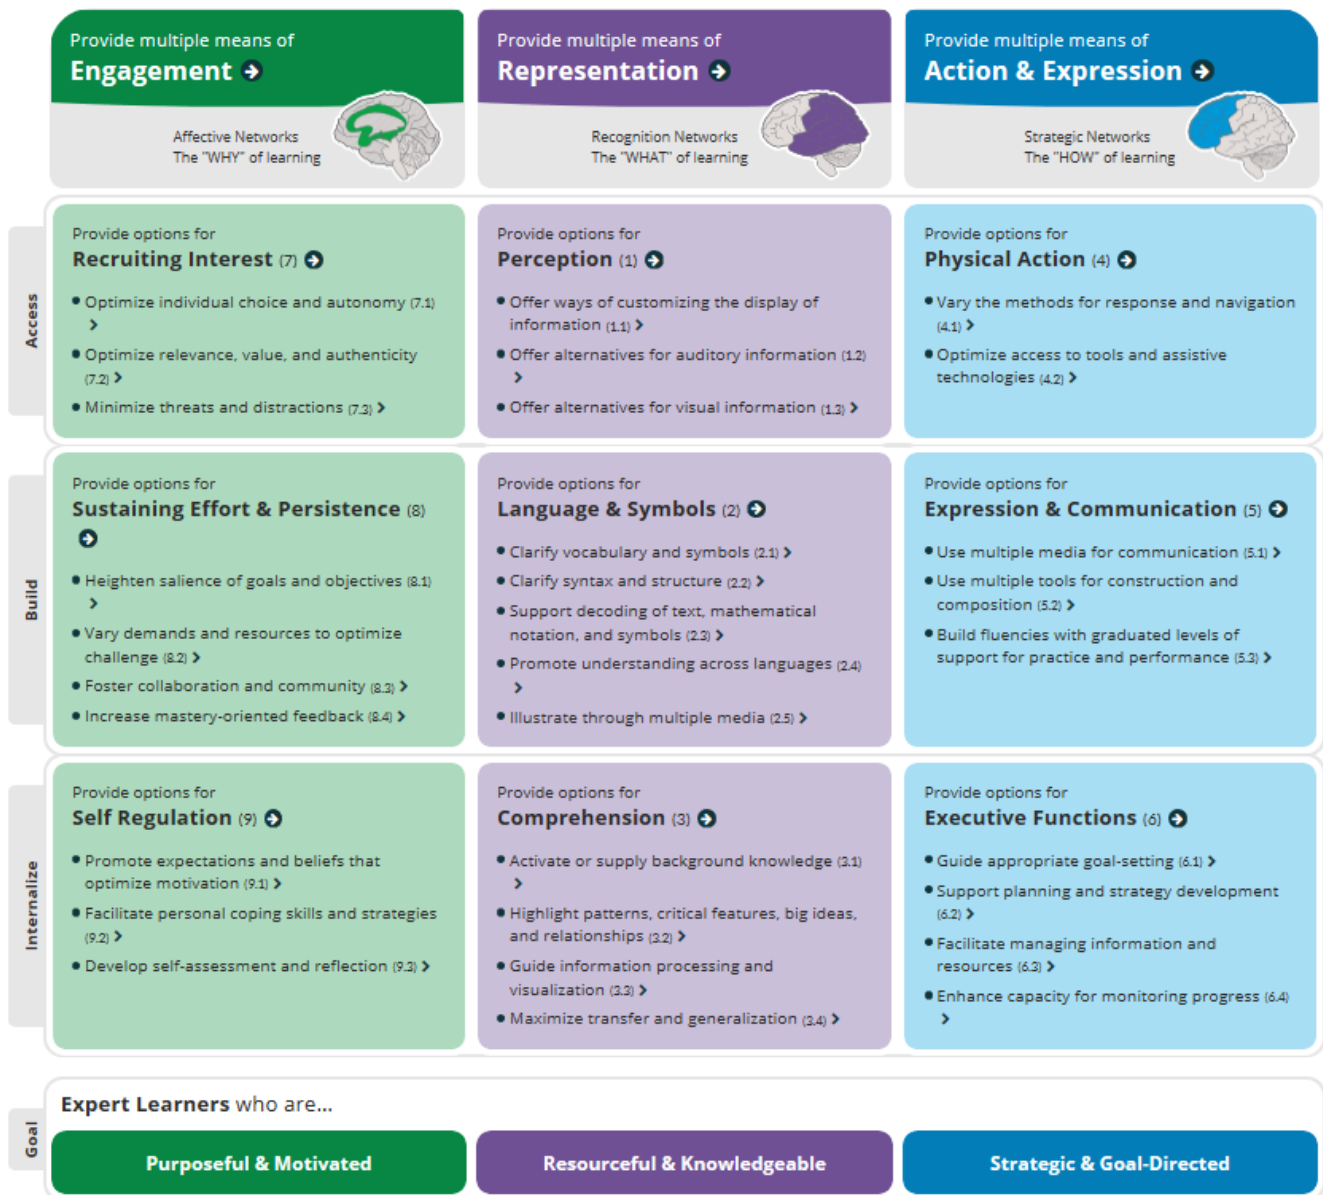 Provide multiple means of
Engagement
Affective Networks
The "WHY" of learning
Provide multiple means of
Representation
Recognition Networks
The "WHAT" of learning
Provide multiple means of
Action & Expression
Strategic Networks
The "HOW" of learning
Access
Provide options for
Recruiting Interest (7)
Optimize individual choice and autonomy (7.1)
Optimize relevance, value, and authenticity
(7.2)
Minimize threats and distractions (7.3)
Provide options for
Perception (1)
Offer ways of customizing the display of
information (1.1)
Offer alternatives for auditory information (1.2)
Offer alternatives for visual information (1.3)
Provide options for
Physical Action (4)
Vary the methods for response and navigation
(4.1)
Optimize access to tools and assistive
technologies (4.2)
Build
Provide options for
Sustaining Effort & Persistence (8)
Heighten salience of goals and objectives (8.1)
Vary demands and resources to optimize
challenge (8.2)
Foster collaboration and community (8.3)
Increase mastery-oriented feedback (8.4)
Provide options for
Language & Symbols (2)
Clarify vocabulary and symbols (2.1)
Clarify syntax and structure (2.2)
Support decoding of text, mathematical
notation, and symbols (2.3)
Promote understanding across languages (2.4)
Illustrate through multiple media (2.5)
Provide options for
Expression & Communication (5)
Use multiple media for communication (5.1)
Use multiple tools for construction and
composition (5.2)
Build fluencies with graduated levels of
support for practice and performance (5.3)
Internalize
Provide options for
Self Regulation (9)
Promote expectations and beliefs that
optimize motivation (9.1)
Facilitate personal coping skills and strategies
(9.2)
Develop self-assessment and reflection (9.3)
Provide options for
Comprehension (3)
Activate or supply background knowledge (3.1)
Highlight patterns, critical features, big ideas,
and relationships (3.2)
Guide information processing and
visualization (3.3)
Maximize transfer and generalization (3.4)
Provide options for
Executive Functions (6)
Guide appropriate goal-setting (6.1)
Support planning and strategy development
(6.2)
Facilitate managing information and
resources (6.3)
Enhance capacity for monitoring progress (6.4)
Goal
Expert Learners who are...
Purposeful & Motivated
Resourceful & Knowledgeable
Strategic & Goal-Directed